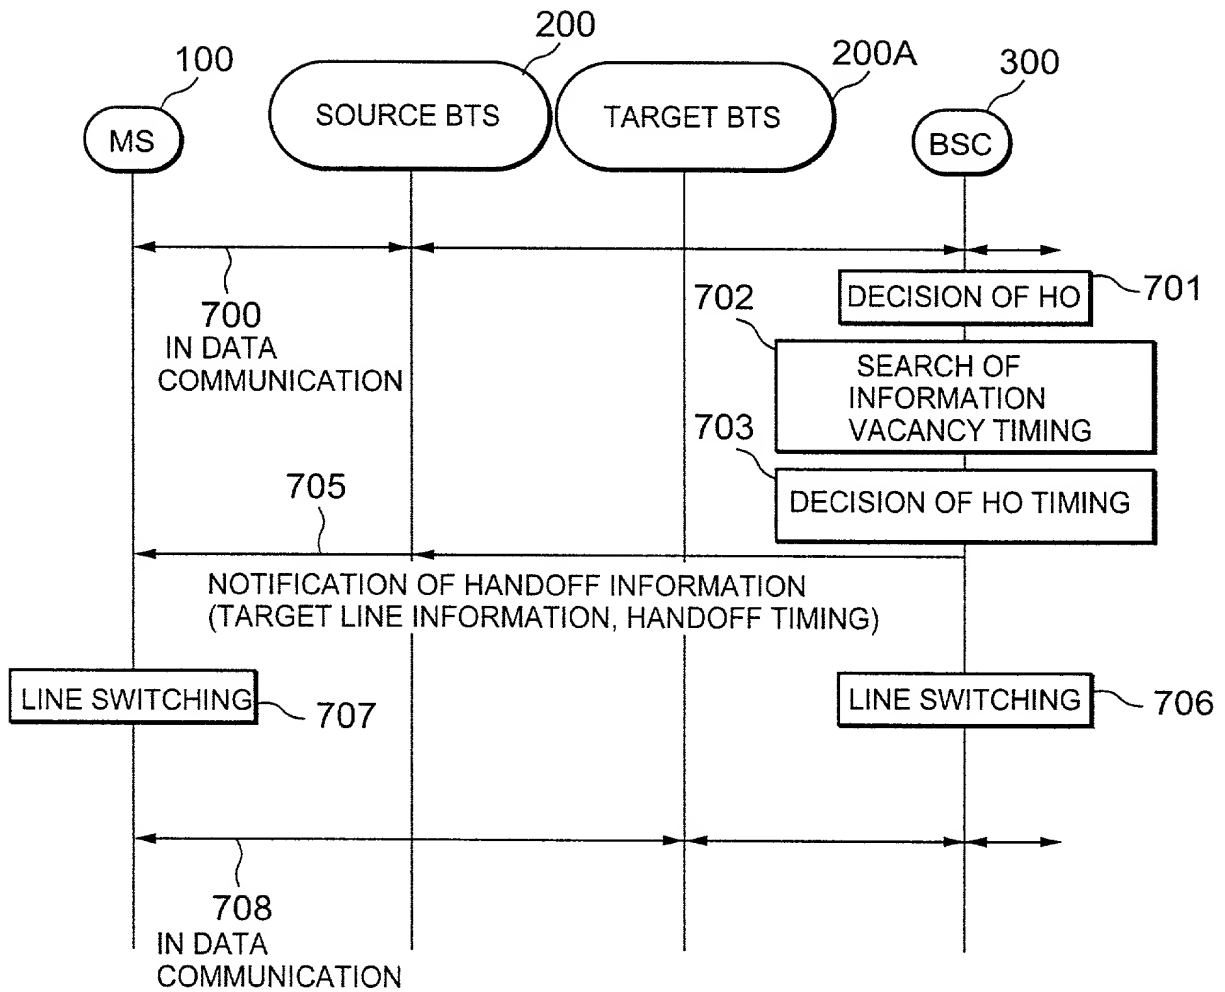 100
200
200A
300
MS
SOURCE BTS
TARGET BTS
BSC
700
IN DATA
COMMUNICATION
DECISION OF HO
701
702
SEARCH OF
INFORMATION
VACANCY TIMING
703
DECISION OF HO TIMING
705
NOTIFICATION OF HANDOFF INFORMATION
(TARGET LINE INFORMATION, HANDOFF TIMING)
LINE SWITCHING
707
LINE SWITCHING
706
708
IN DATA
COMMUNICATION